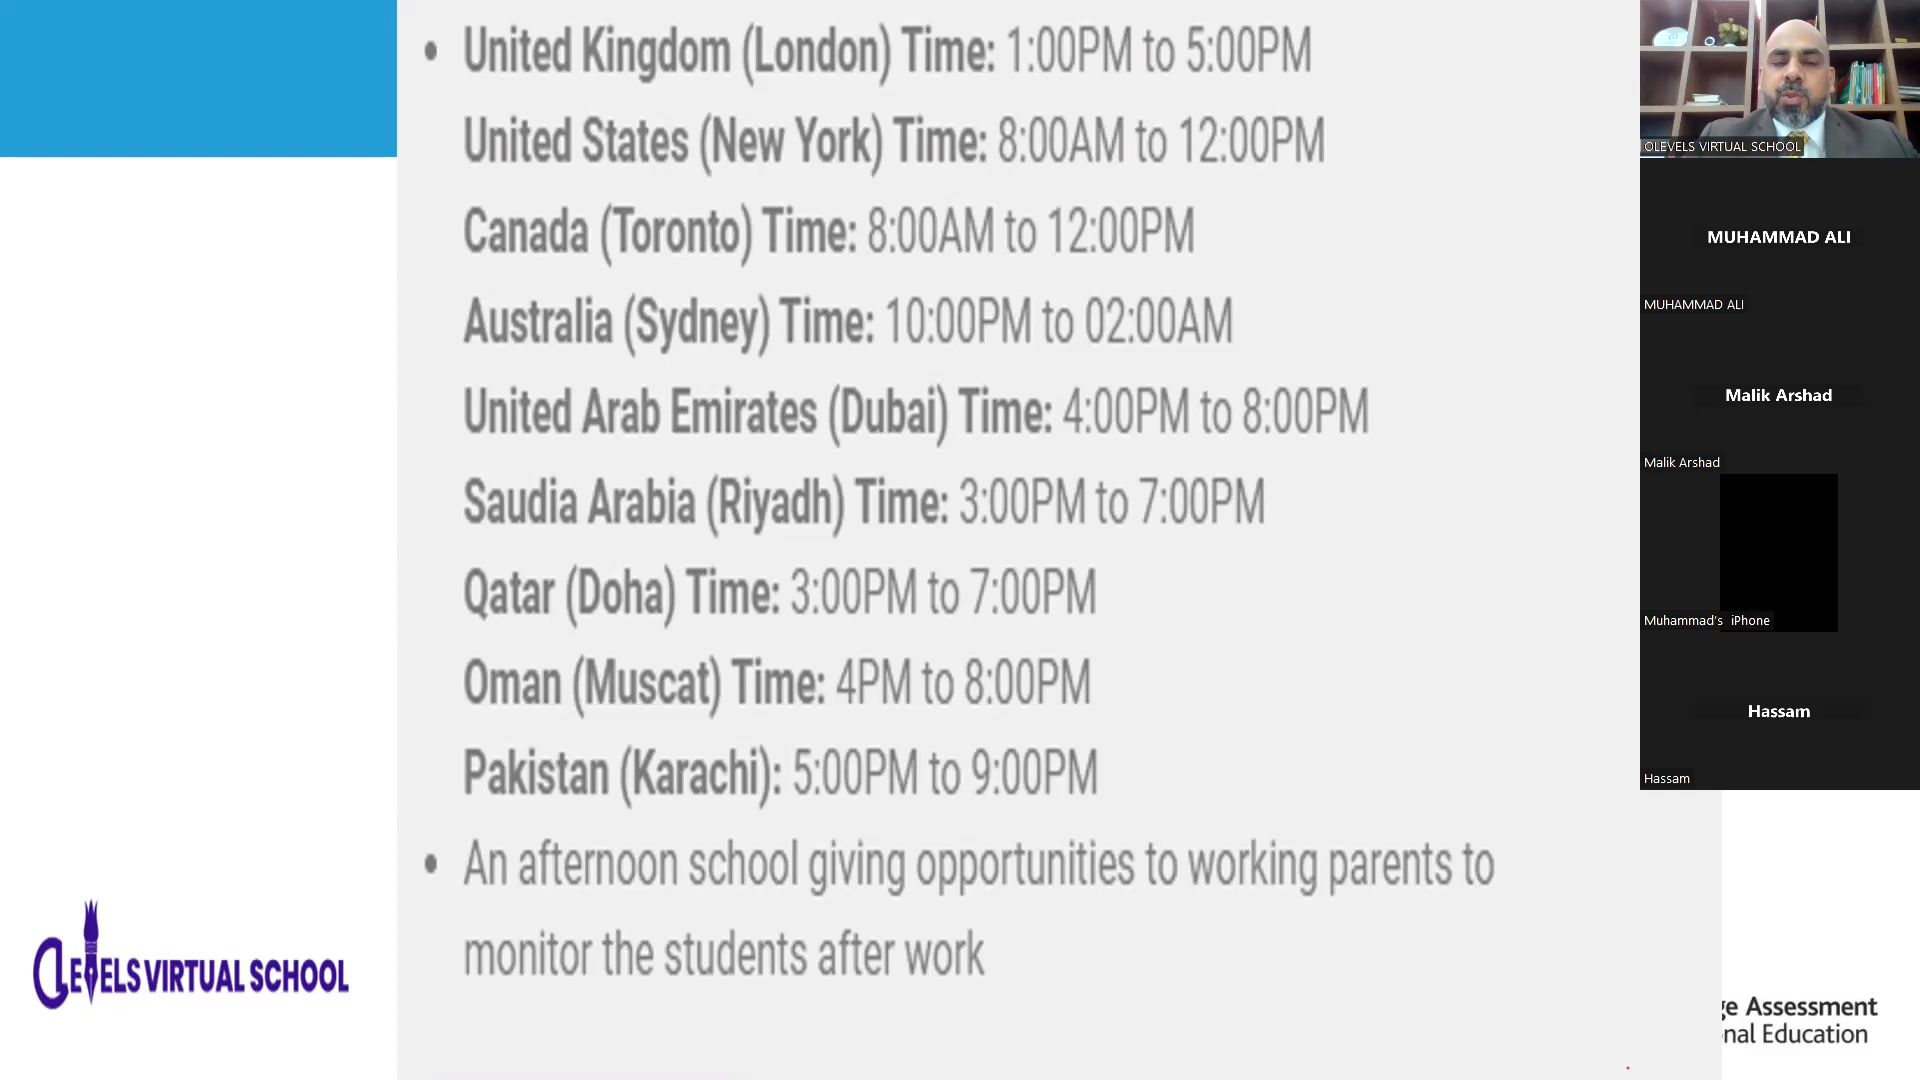 • United Kingdom (London) Time: 1:00PM to 5:00PM
United States (New York) Time: 8:00AM to 12:00PM
Canada (Toronto) Time: 8:00AM to 12:00PM
Australia (Sydney) Time: 10:00PM to 02:00AM
United Arab Emirates (Dubai) Time: 4:00PM to 8:00PM
Saudia Arabia (Riyadh) Time: 3:00PM to 7:00PM
Qatar (Doha) Time: 3:00PM to 7:00PM
Oman (Muscat) Time: 4PM to 8:00PM
Pakistan (Karachi): 5:00PM to 9:00PM
• An afternoon school giving opportunities to working parents to
monitor the students after work
OLEVELS VIRTUAL SCHOOL
OLEVELS VIRTUAL SCHOOL
MUHAMMAD ALI
MUHAMMAD ALI
Malik Arshad
Malik Arshad
Muhammad's iPhone
Hassam
Hassam
ge Assessment
nal Education